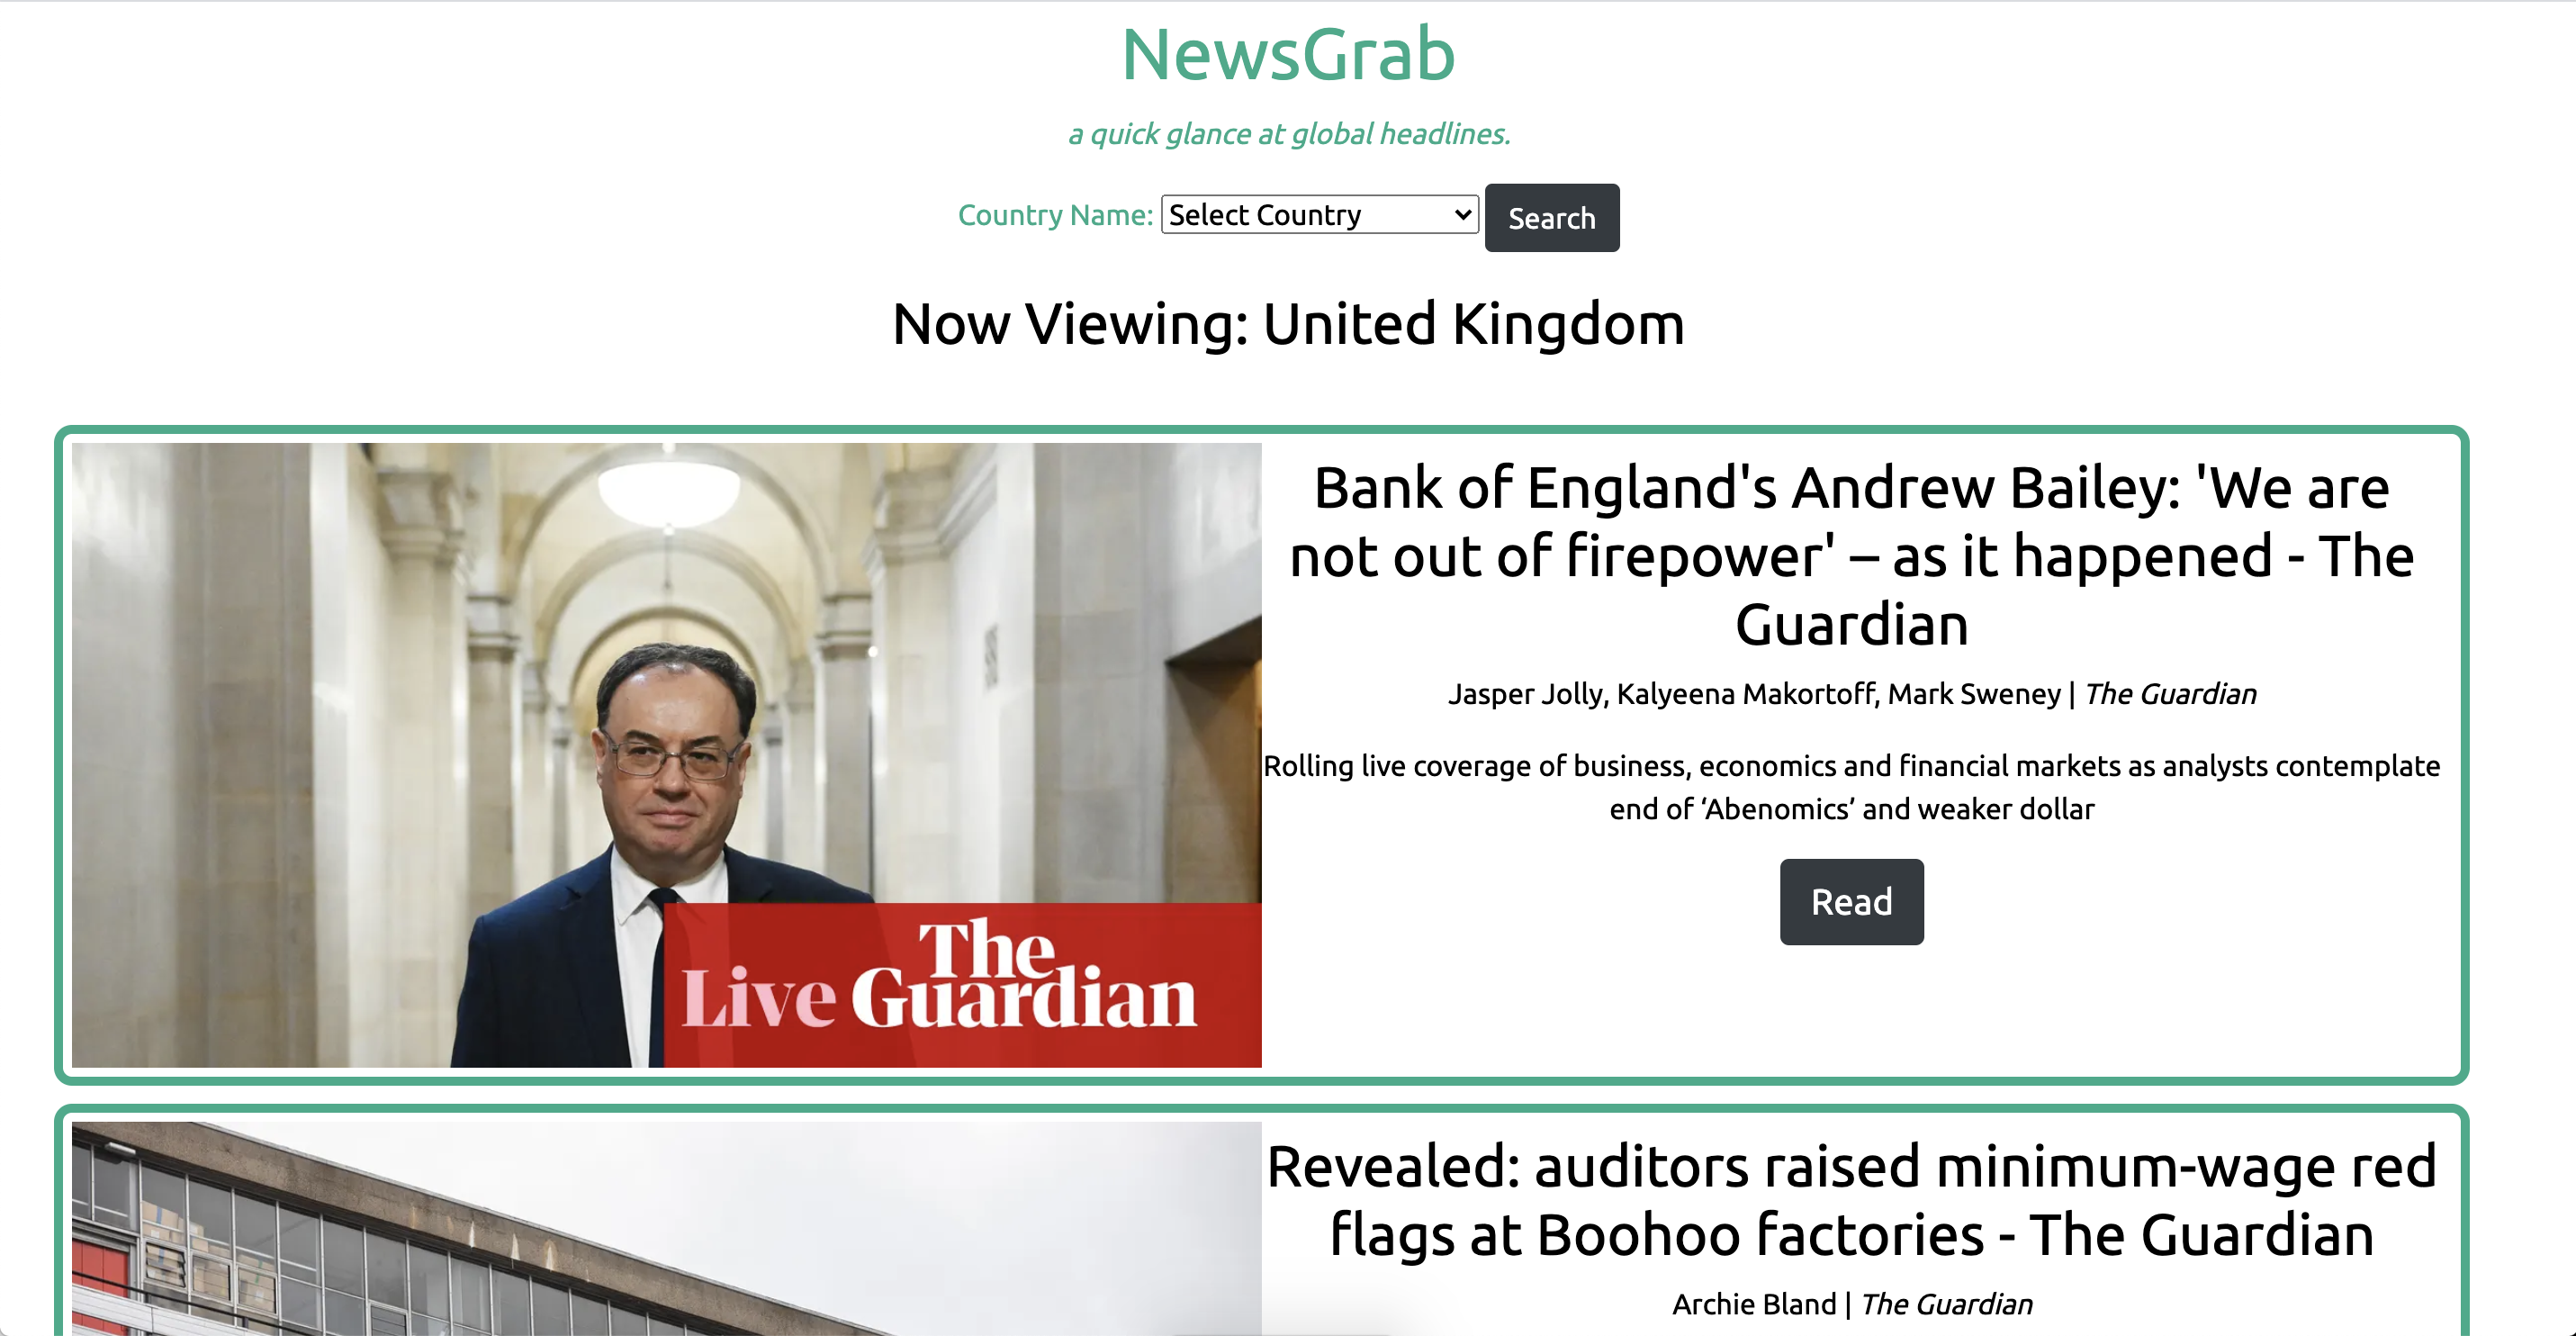 NewsGrab
a quick glance at global headlines.
Country Name: Select Country Search
Now Viewing: United Kingdom
Bank of England's Andrew Bailey: 'We are
not out of firepower' – as it happened - The
Guardian
Jasper Jolly, Kalyeena Makortoff, Mark Sweney | The Guardian
Rolling live coverage of business, economics and financial markets as analysts contemplate
end of ‘Abenomics’ and weaker dollar
Read
The
Live Guardian
Revealed: auditors raised minimum-wage red
flags at Boohoo factories - The Guardian
Archie Bland | The Guardian